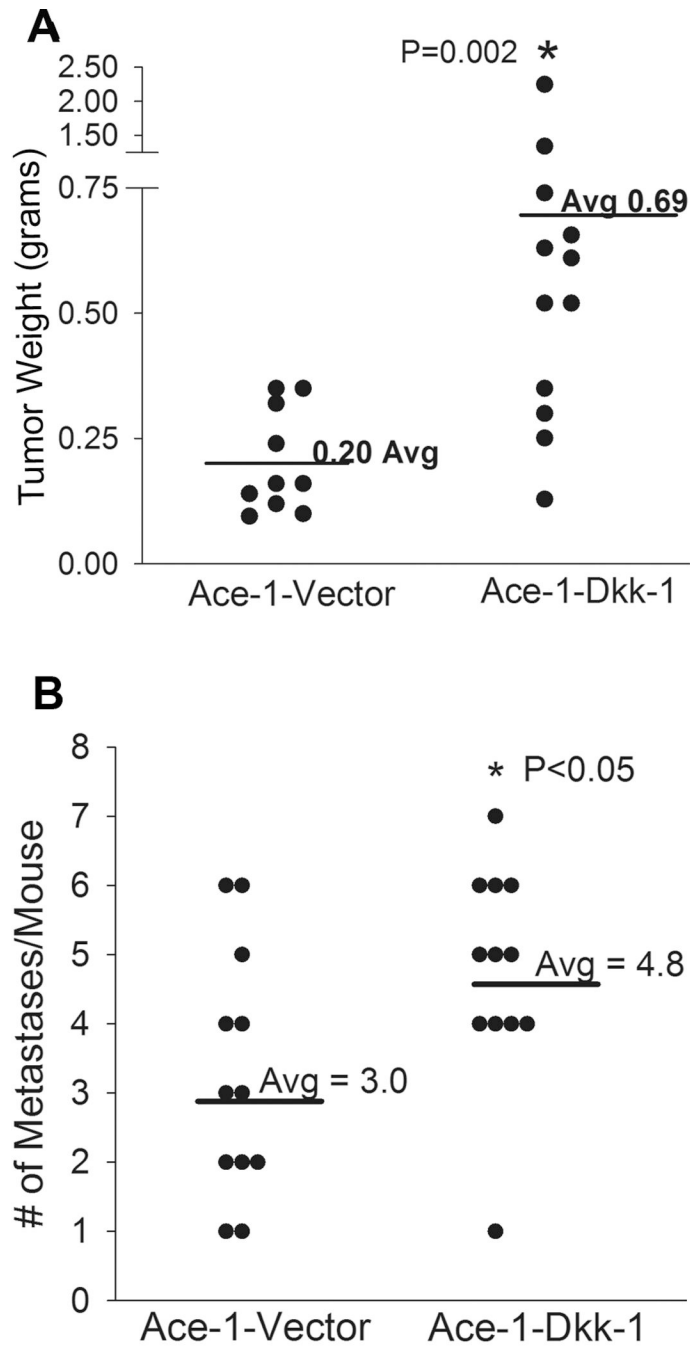 A
P=0.002 *
2.50
2.00
1.50
0.75
0.50
0.25
0.00
Tumor Weight (grams)
Avg 0.69
0.20 Avg
Ace-1-Vector
Ace-1-Dkk-1
B
8
7
6
5
4
3
2
1
0
# of Metastases/Mouse
* P<0.05
Avg = 4.8
Avg = 3.0
Ace-1-Vector
Ace-1-Dkk-1